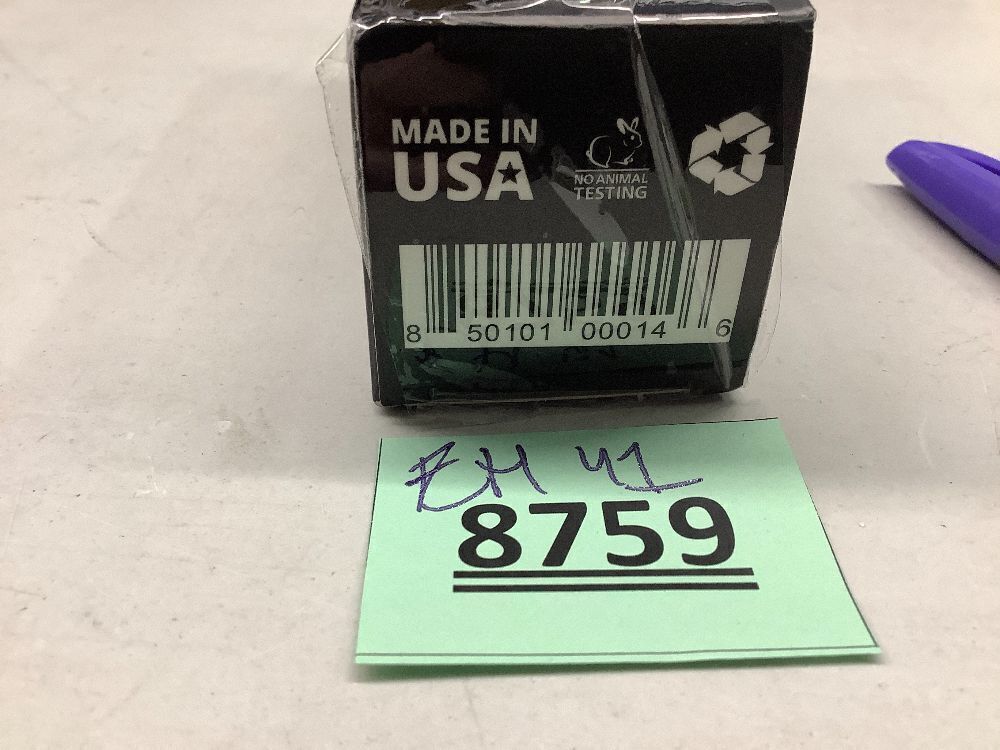 MADE IN
USA
NO ANIMAL
TESTING
8 50101 00014 6
EH 41
8759